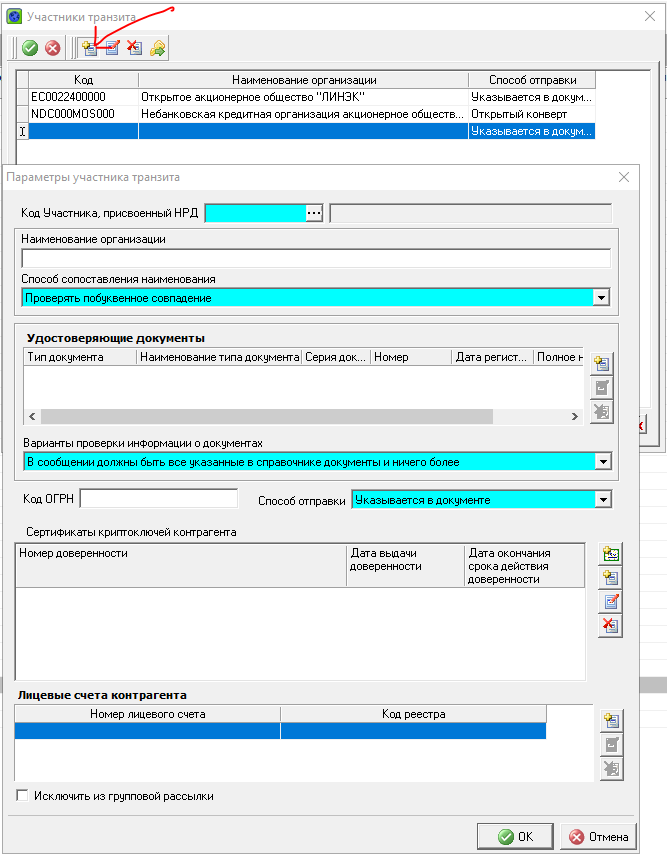 Участники транзита
Код Наименование организации Способ отправки
EC0022400000 Открытое акционерное общество "ЛИНЭК" Указывается в докум...
NDC000MOS000 Небанковская кредитная организация акционерное обществ... Открытый конверт
Указывается в докум...
Параметры участника транзита
Код Участника, присвоенный НРД ...
Наименование организации
Способ сопоставления наименования
Проверять побуквенное совпадение
Удостоверяющие документы
Тип документа Наименование типа документа Серия док... Номер Дата регист... Полное н
Варианты проверки информации о документах
В сообщении должны быть все указанные в справочнике документы и ничего более
Код ОГРН Способ отправки Указывается в документе
Сертификаты криптоключей контрагента
Номер доверенности Дата выдачи доверенности Дата окончания срока действия доверенности
Лицевые счета контрагента
Номер лицевого счета Код реестра
Исключить из групповой рассылки
OK Отмена